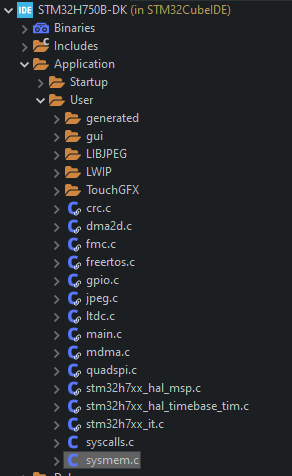 IDE STM32H750B-DK (in STM32CubeIDE)
Binaries
Includes
Application
Startup
User
generated
gui
LIBJPEG
LWIP
TouchGFX
crc.c
dma2d.c
fmc.c
freertos.c
gpio.c
jpeg.c
ltdc.c
main.c
mdma.c
quadspi.c
stm32h7xx_hal_msp.c
stm32h7xx_hal_timebase_tim.c
stm32h7xx_it.c
syscalls.c
sysmem.c